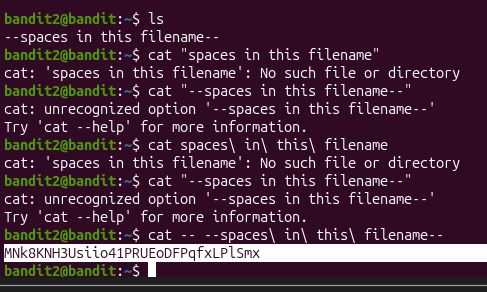 bandit2@bandit:~$ ls
--spaces in this filename--
bandit2@bandit:~$ cat "spaces in this filename"
cat: 'spaces in this filename': No such file or directory
bandit2@bandit:~$ cat "--spaces in this filename--"
cat: unrecognized option '--spaces in this filename--'
Try 'cat --help' for more information.
bandit2@bandit:~$ cat spaces\ in\ this\ filename
cat: 'spaces in this filename': No such file or directory
bandit2@bandit:~$ cat "--spaces in this filename--"
cat: unrecognized option '--spaces in this filename--'
Try 'cat --help' for more information.
bandit2@bandit:~$ cat -- --spaces\ in\ this\ filename--
MNk8KNH3Usiio41PRUEoDFPqfxLPlSmx
bandit2@bandit:~$